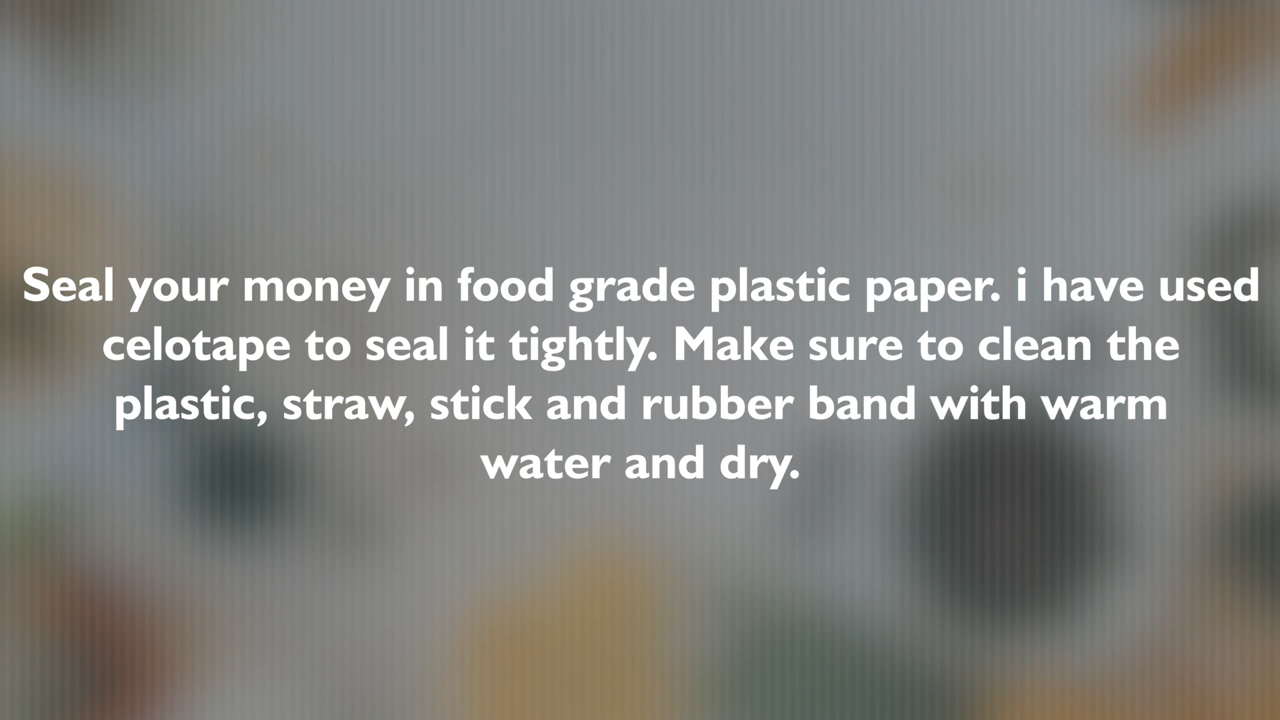 Seal your money in food grade plastic paper. i have used
celotape to seal it tightly. Make sure to clean the
plastic, straw, stick and rubber band with warm
water and dry.